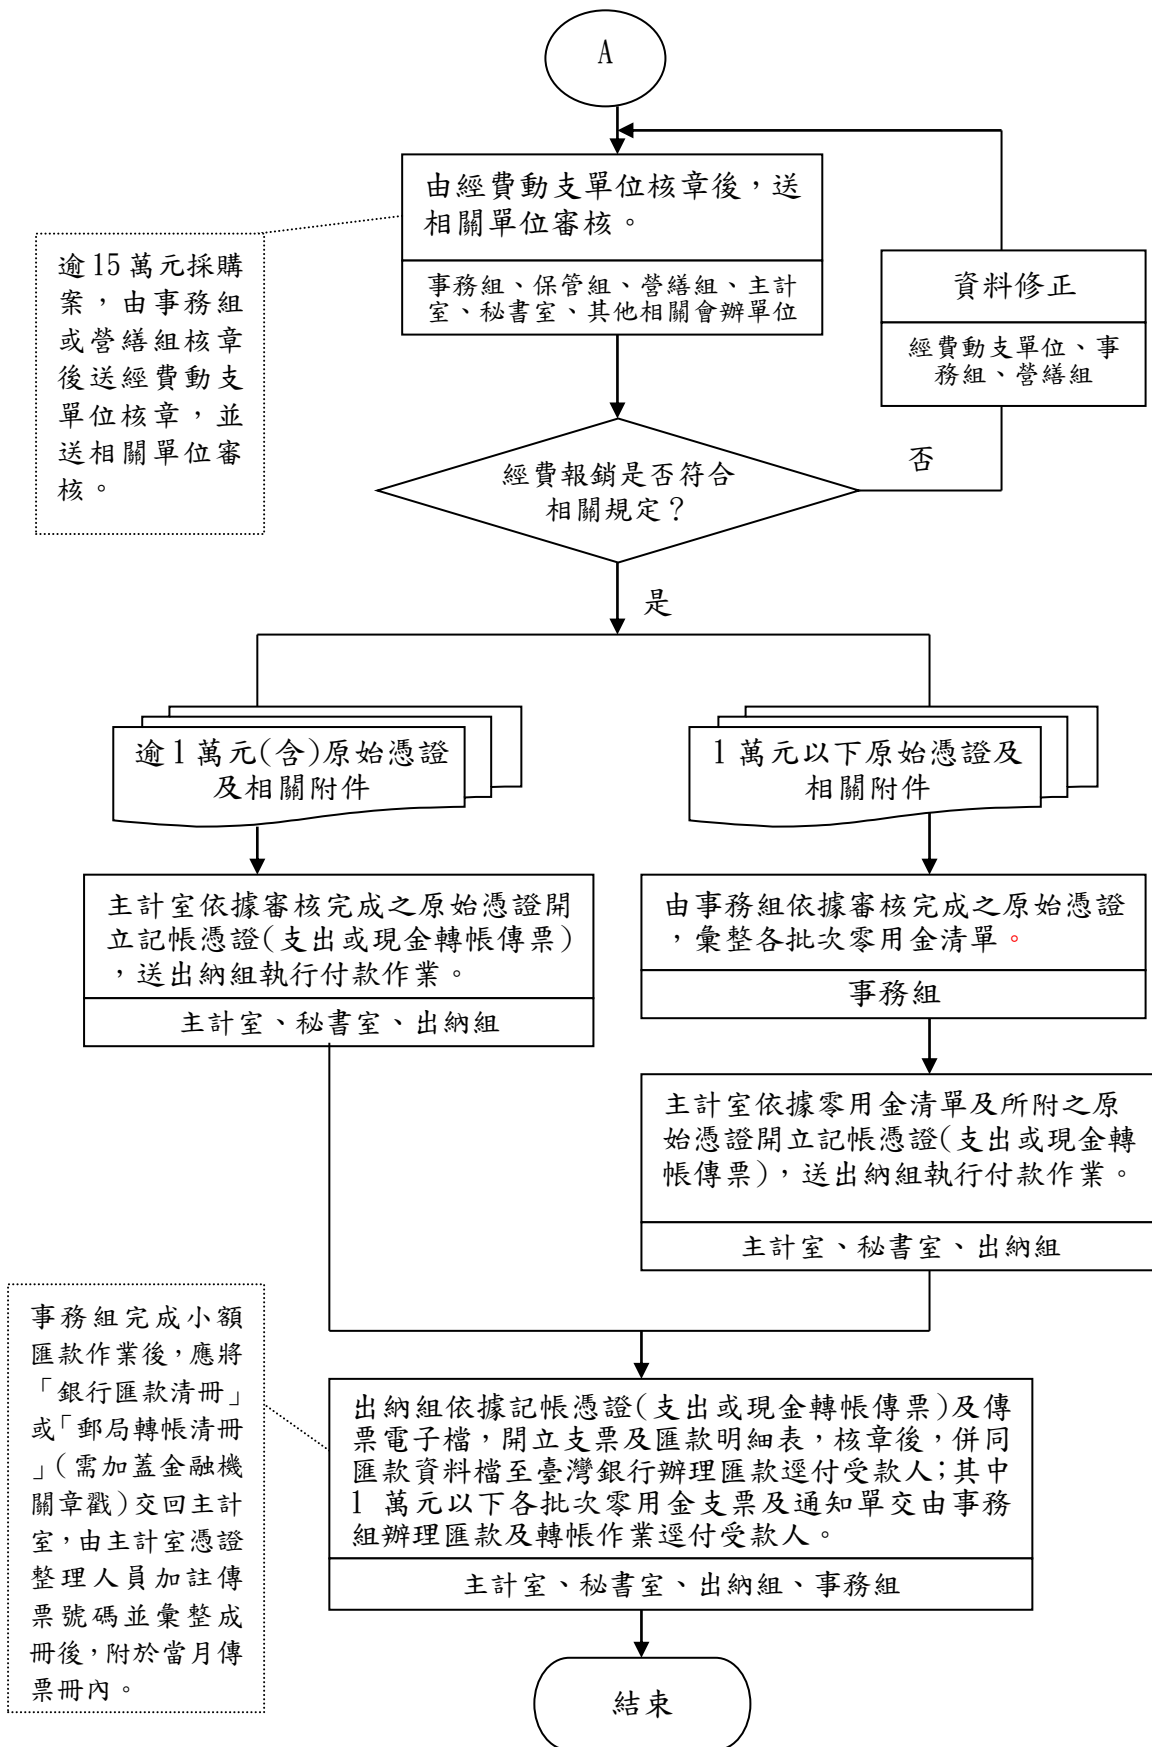 A
由經費動支單位核章後，送
相關單位審核。
事務組、保管組、營繕組、主計
室、秘書室、其他相關會辦單位
逾15萬元採購
案，由事務組
或營繕組核章
後送經費動支
單位核章，並
送相關單位審
核。
資料修正
經費動支單位、事
務組、營繕組
經費報銷是否符合
相關規定？
否
是
逾1萬元(含)原始憑證
及相關附件
1萬元以下原始憑證及
相關附件
主計室依據審核完成之原始憑證開
立記帳憑證(支出或現金轉帳傳票)
，送出納組執行付款作業。
主計室、秘書室、出納組
由事務組依據審核完成之原始憑證
，彙整各批次零用金清單。
事務組
主計室依據零用金清單及所附之原
始憑證開立記帳憑證(支出或現金轉
帳傳票)，送出納組執行付款作業。
主計室、秘書室、出納組
事務組完成小額
匯款作業後，應將
「銀行匯款清冊」
或「郵局轉帳清冊
」(需加蓋金融機
關章戳)交回主計
室，由主計室憑證
整理人員加註傳
票號碼並彙整成
冊後，附於當月傳
票冊內。
出納組依據記帳憑證(支出或現金轉帳傳票)及傳
票電子檔，開立支票及匯款明細表，核章後，併同
匯款資料檔至臺灣銀行辦理匯款逕付受款人；其中
1 萬元以下各批次零用金支票及通知單交由事務
組辦理匯款及轉帳作業逕付受款人。
主計室、秘書室、出納組、事務組
結束